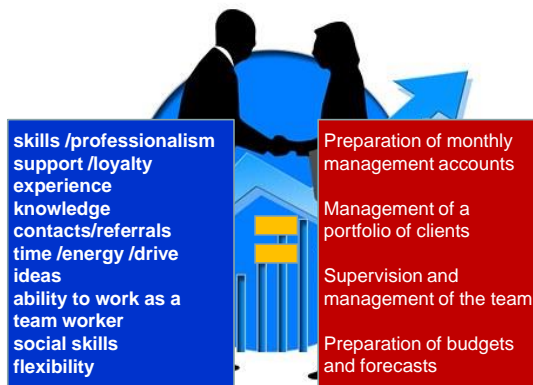 skills /professionalism
support /loyalty
experience
knowledge
contacts/referrals
time /energy /drive
ideas
ability to work as a
team worker
social skills
flexibility
Preparation of monthly
management accounts
Management of a
portfolio of clients
Supervision and
management of the team
Preparation of budgets
and forecasts